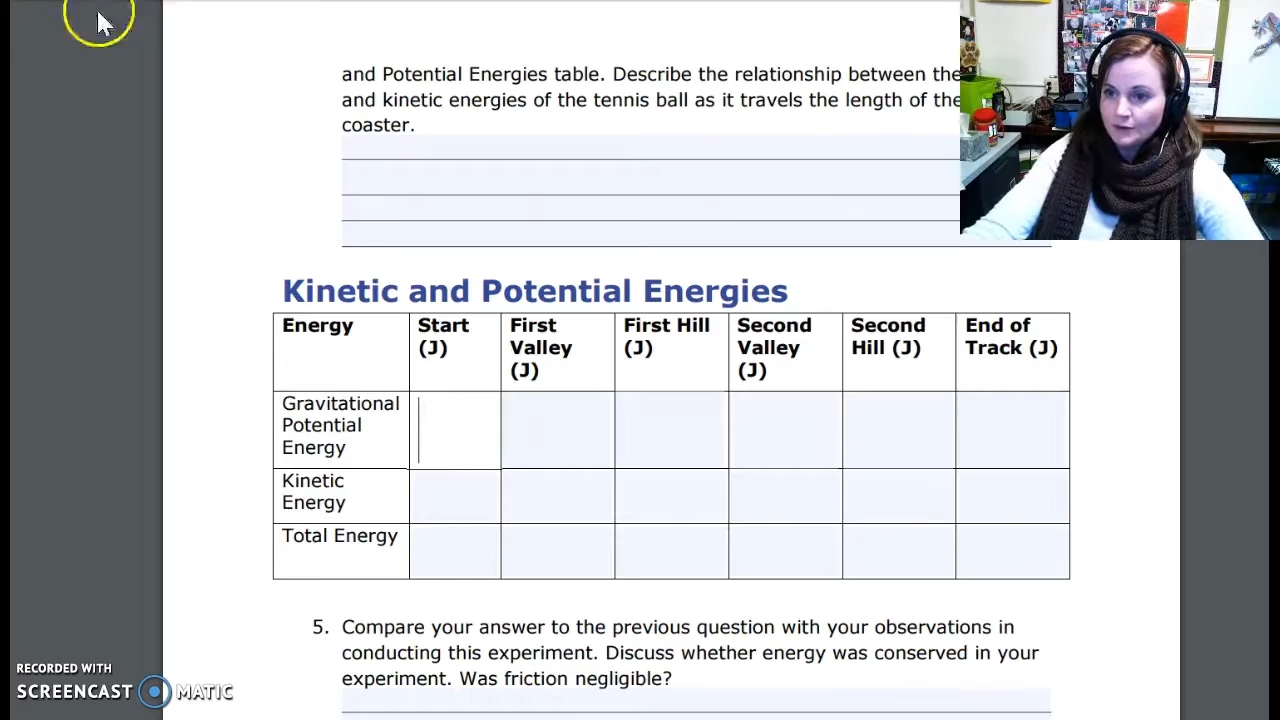 and Potential Energies table. Describe the relationship between the
and kinetic energies of the tennis ball as it travels the length of the
coaster.
Kinetic and Potential Energies
Energy Start (J) First Valley (J) First Hill (J) Second Valley (J) Second Hill (J) End of Track (J)
Gravitational Potential Energy
Kinetic Energy
Total Energy
5. Compare your answer to the previous question with your observations in
conducting this experiment. Discuss whether energy was conserved in your
experiment. Was friction negligible?
RECORDED WITH
SCREENCAST MATIC